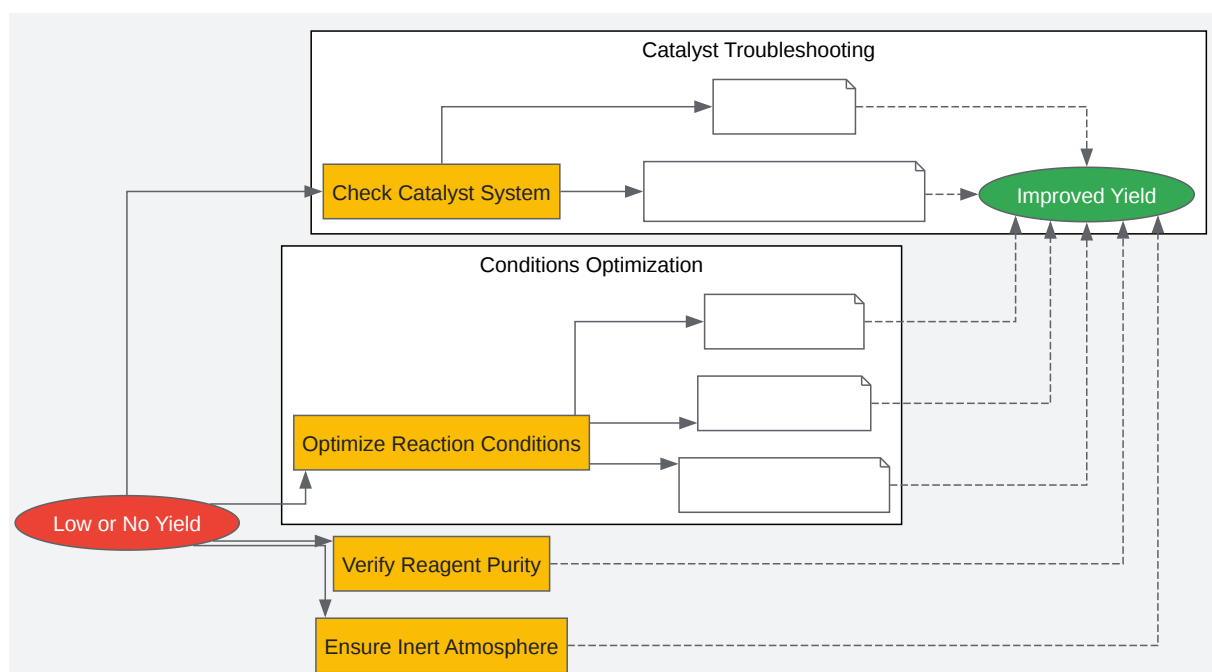 Catalyst Troubleshooting
Check Catalyst System
Improved Yield
Conditions Optimization
Optimize Reaction Conditions
Low or No Yield
Verify Reagent Purity
Ensure Inert Atmosphere